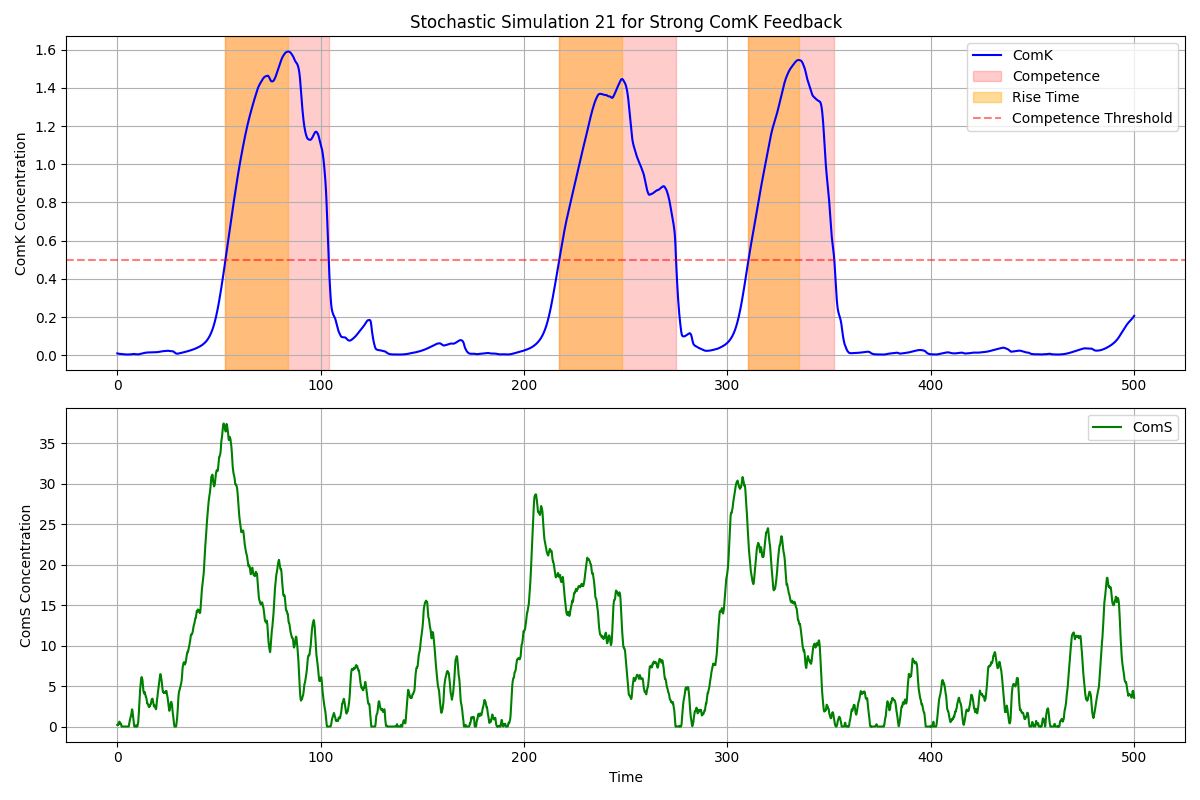 Stochastic Simulation 21 for Strong ComK Feedback
ComK Concentration
1.6
1.4
1.2
1.0
0.8
0.6
0.4
0.2
0.0
ComK
Competence
Rise Time
Competence Threshold
0 100 200 300 400 500
ComS Concentration
35
30
25
20
15
10
5
0
ComS
0 100 200 300 400 500
Time